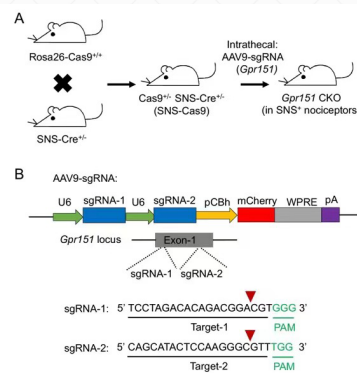 A
Rosa26-Cas9+/+
SNS-Cre+/-
Cas9+/- SNS-Cre+/-
(SNS-Cas9)
Intrathecal:
AAV9-sgRNA
(Gpr151)
Gpr151 CKO
(in SNS+ nociceptors)
B
AAV9-sgRNA:
U6 sgRNA-1 U6 sgRNA-2 pCBh mCherry WPRE pA
Gpr151 locus
Exon-1
sgRNA-1 sgRNA-2
sgRNA-1: 5' TCCTAGACACAGACGGACGTGGG 3'
Target-1 PAM
sgRNA-2: 5' CAGCATACTCCAAGGGCGTTTGG 3'
Target-2 PAM